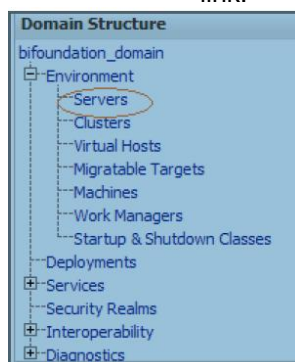 Domain Structure
bifoundation_domain
Environment
Servers
Clusters
Virtual Hosts
Migratable Targets
Machines
Work Managers
Startup & Shutdown Classes
Deployments
Services
Security Realms
Interoperability
Diagnostics